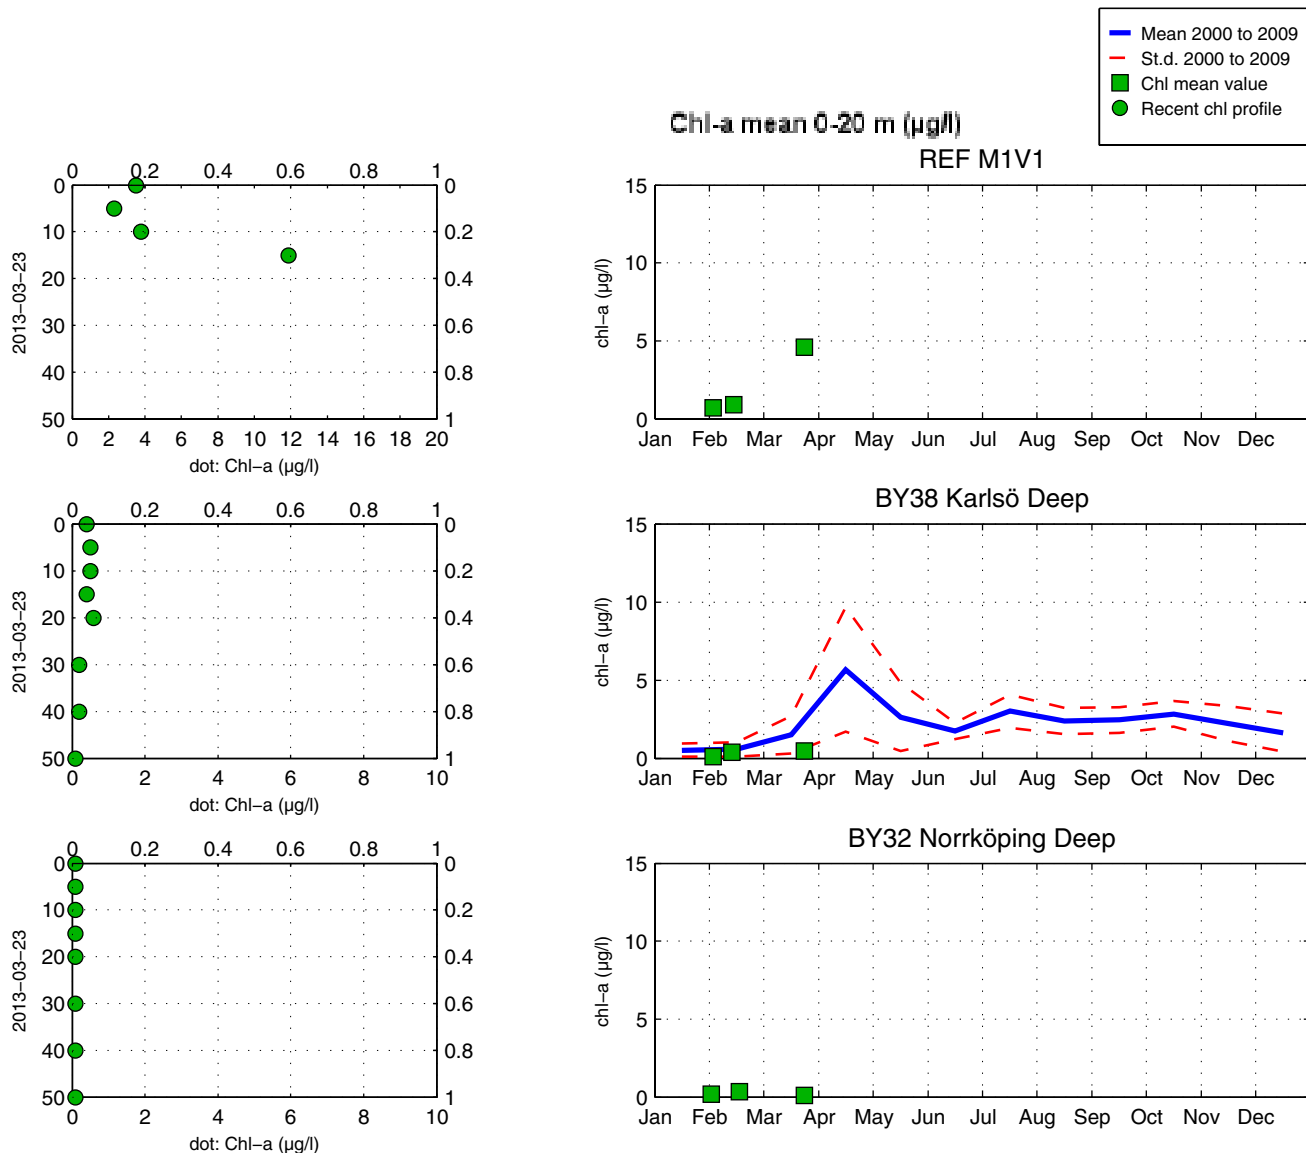 Mean 2000 to 2009
St.d. 2000 to 2009
Chl mean value
Recent chl profile
Chl-a mean 0-20 m (µg/l)
REF M1V1
0 0.2 0.4 0.6 0.8 1
0 10 20 30 40 50
0 0.2 0.4 0.6 0.8 1
2013-03-23
0 2 4 6 8 10 12 14 16 18 20
dot: Chl-a (µg/l)
15 10 5 0
chl-a (µg/l)
Jan Feb Mar Apr May Jun Jul Aug Sep Oct Nov Dec
BY38 Karlsö Deep
0 0.2 0.4 0.6 0.8 1
0 10 20 30 40 50
0 0.2 0.4 0.6 0.8 1
2013-03-23
0 2 4 6 8 10
dot: Chl-a (µg/l)
15 10 5 0
chl-a (µg/l)
Jan Feb Mar Apr May Jun Jul Aug Sep Oct Nov Dec
BY32 Norrköping Deep
0 0.2 0.4 0.6 0.8 1
0 10 20 30 40 50
0 0.2 0.4 0.6 0.8 1
2013-03-23
0 2 4 6 8 10
dot: Chl-a (µg/l)
15 10 5 0
chl-a (µg/l)
Jan Feb Mar Apr May Jun Jul Aug Sep Oct Nov Dec